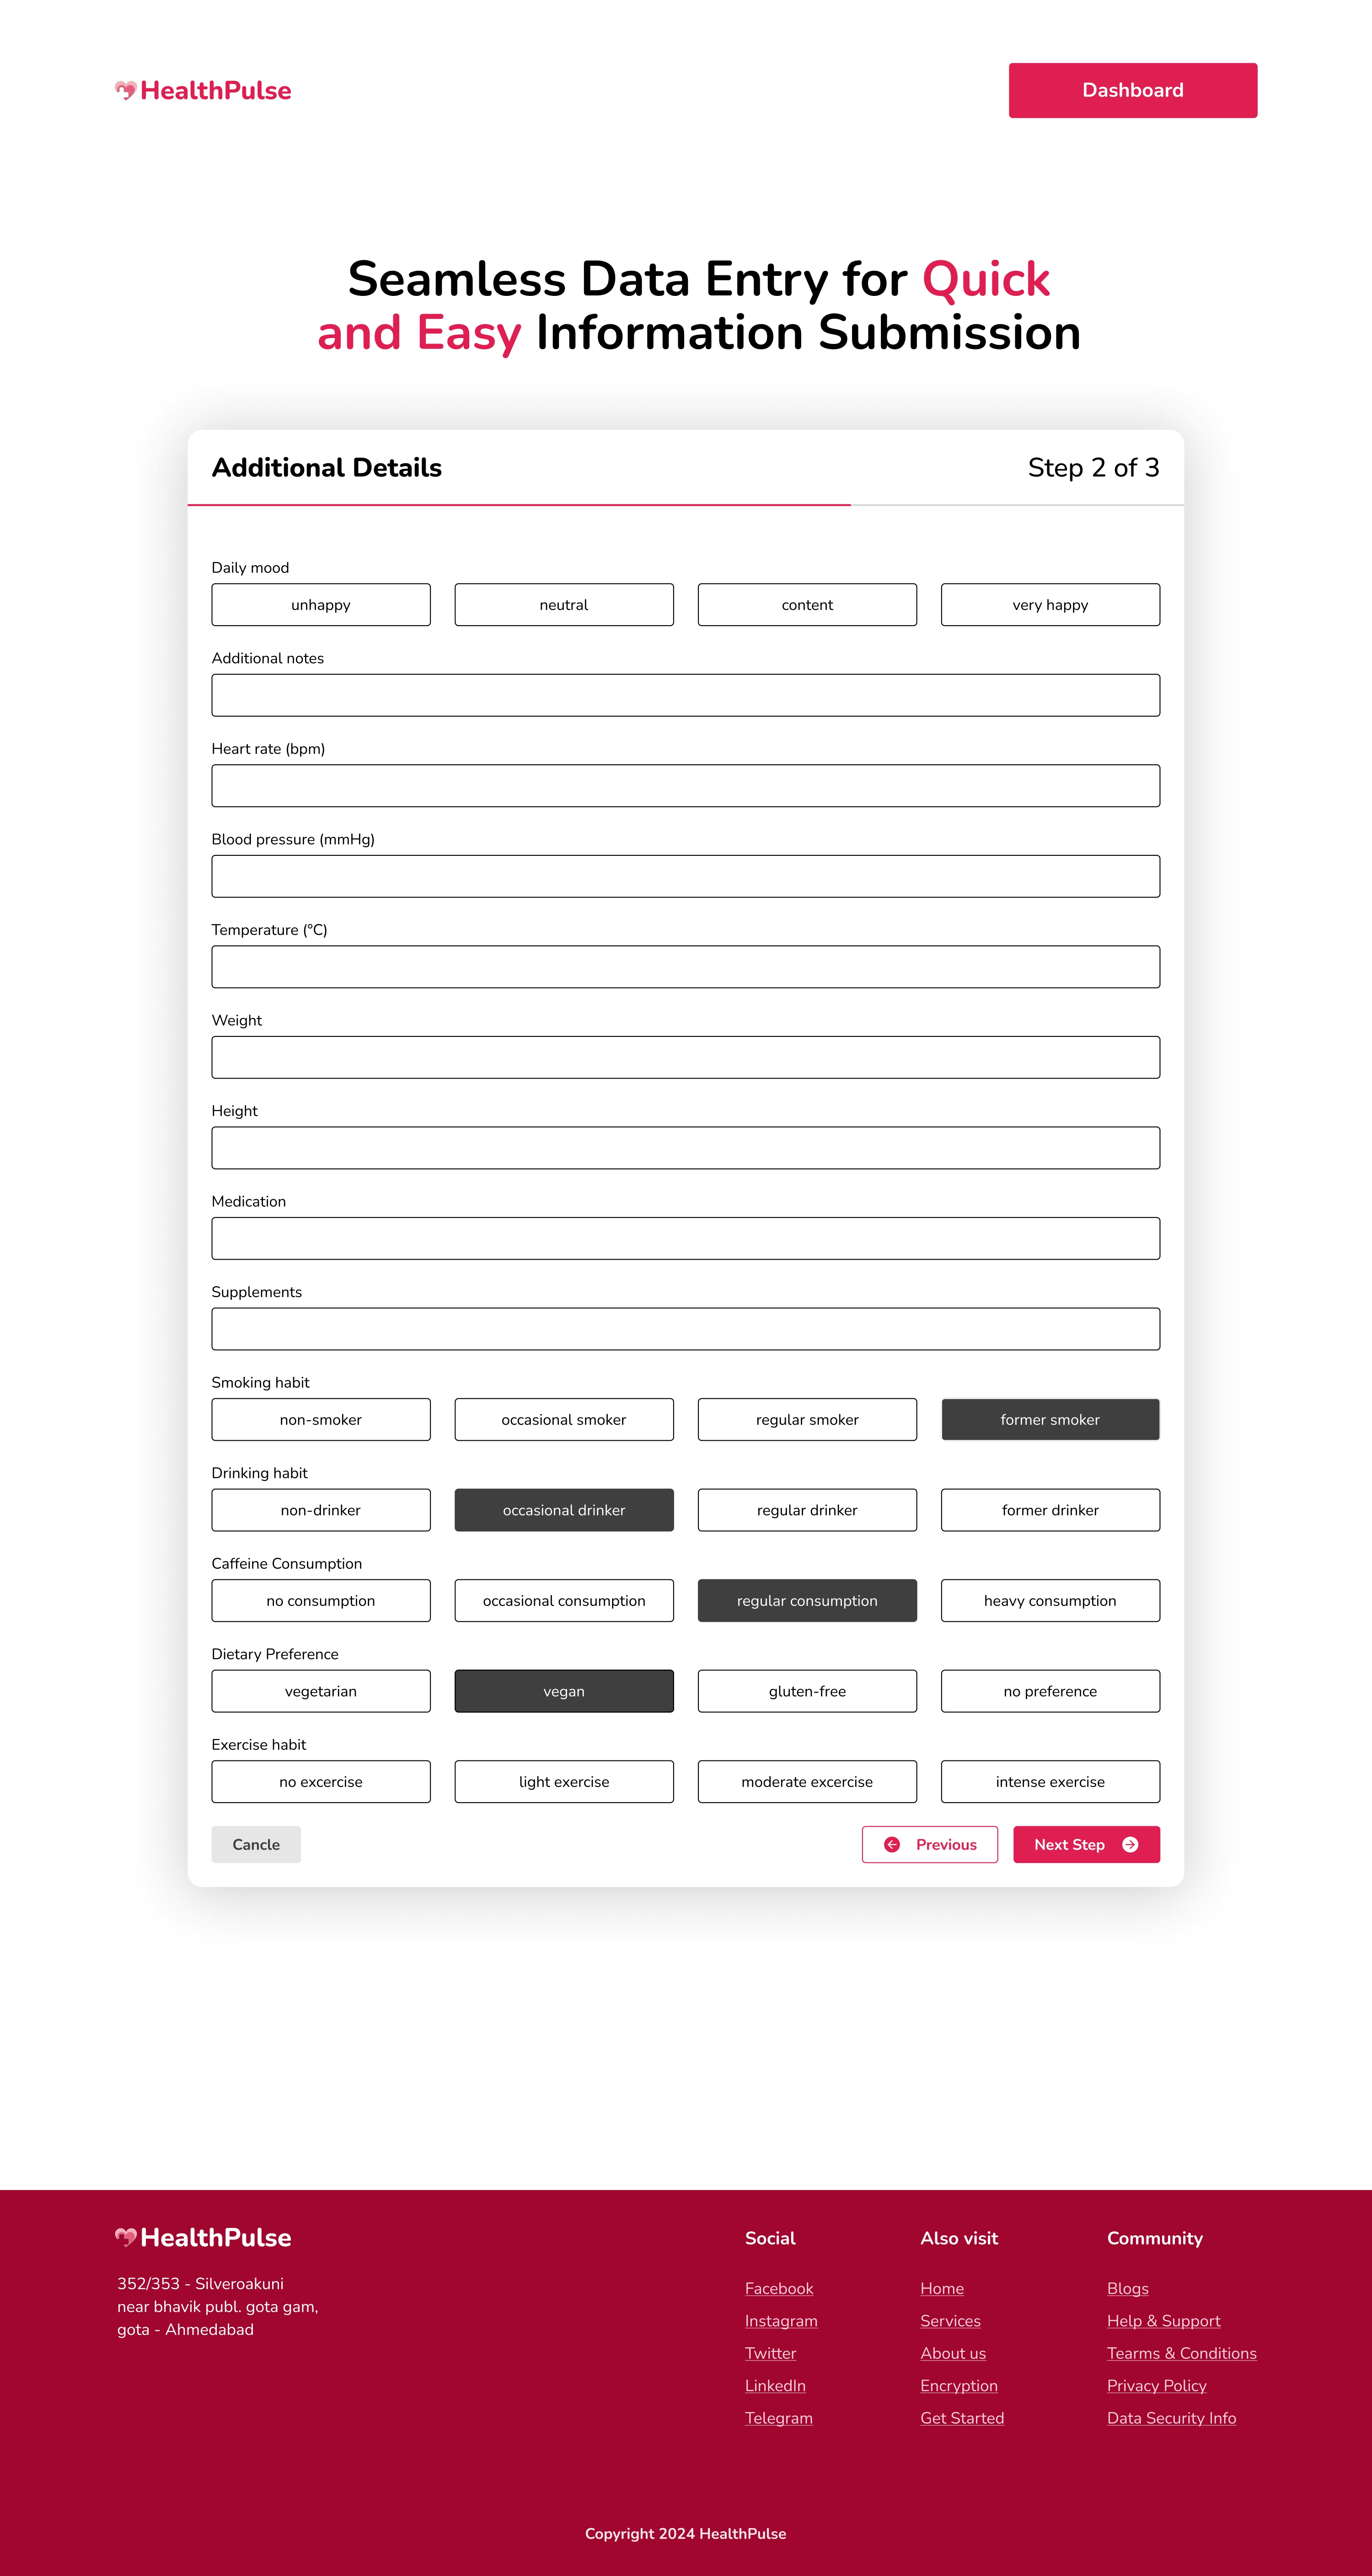 HealthPulse
Dashboard
Seamless Data Entry for Quick
and Easy Information Submission
Additional Details
Step 2 of 3
Daily mood
unhappy
neutral
content
very happy
Additional notes
Heart rate (bpm)
Blood pressure (mmHg)
Temperature (°C)
Weight
Height
Medication
Supplements
Smoking habit
non-smoker
occasional smoker
regular smoker
former smoker
Drinking habit
non-drinker
occasional drinker
regular drinker
former drinker
Caffeine Consumption
no consumption
occasional consumption
regular consumption
heavy consumption
Dietary Preference
vegetarian
vegan
gluten-free
no preference
Exercise habit
no excercise
light exercise
moderate excercise
intense exercise
Cancle
Previous
Next Step
HealthPulse
352/353 - Silveroakuni
near bhavik publ. gota gam,
gota - Ahmedabad
Social
Facebook
Instagram
Twitter
LinkedIn
Telegram
Also visit
Home
Services
About us
Encryption
Get Started
Community
Blogs
Help & Support
Tearms & Conditions
Privacy Policy
Data Security Info
Copyright 2024 HealthPulse